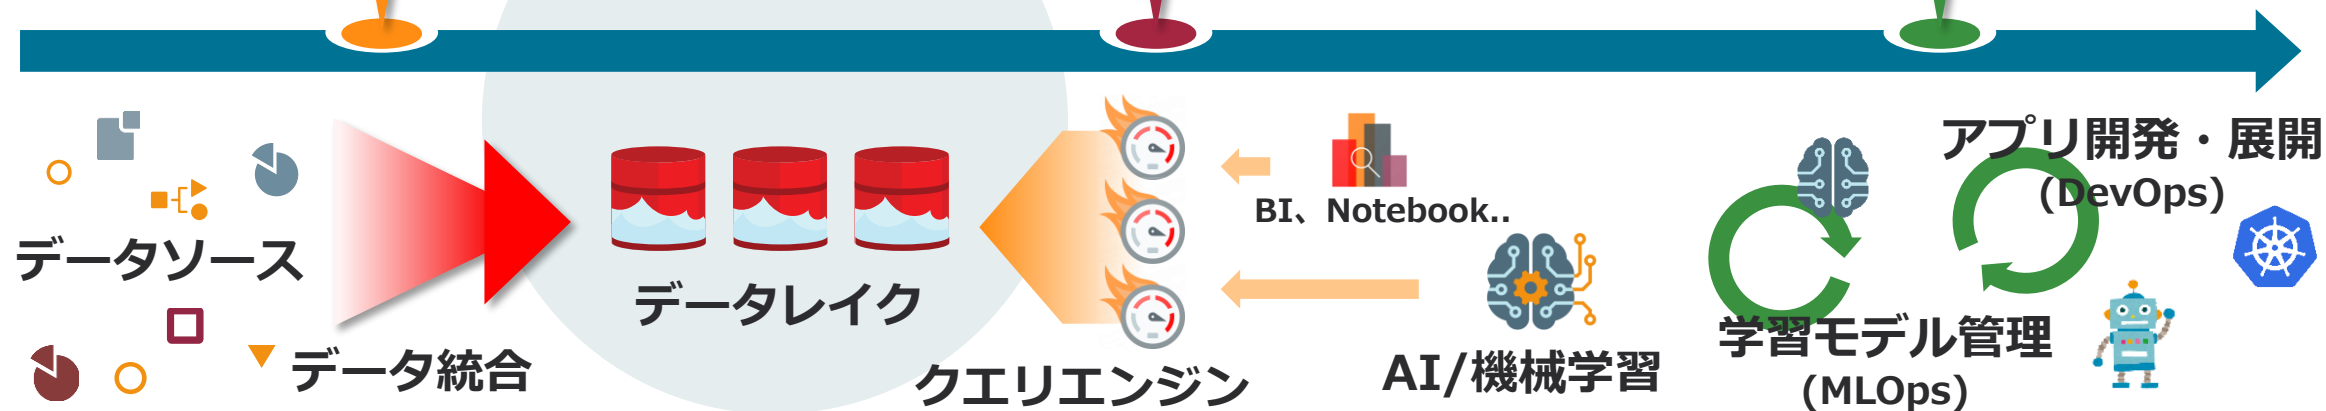 データソース
データ統合
データレイク
クエリエンジン
BI、Notebook..
AI/機械学習
学習モデル管理
(MLOps)
アプリ開発・展開
(DevOps)